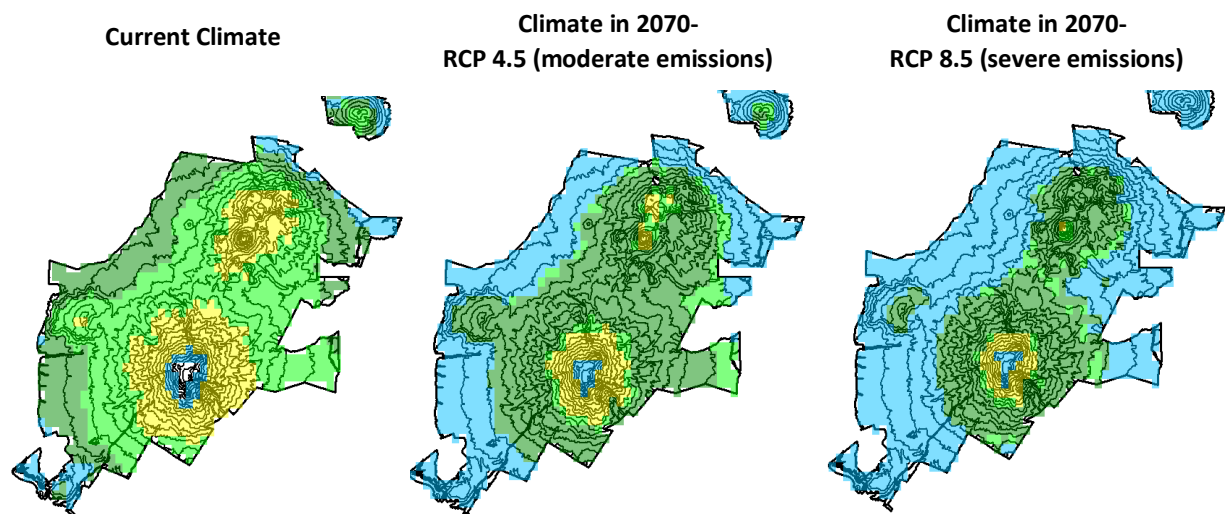 Current Climate
Climate in 2070-
RCP 4.5 (moderate emissions)
Climate in 2070-
RCP 8.5 (severe emissions)